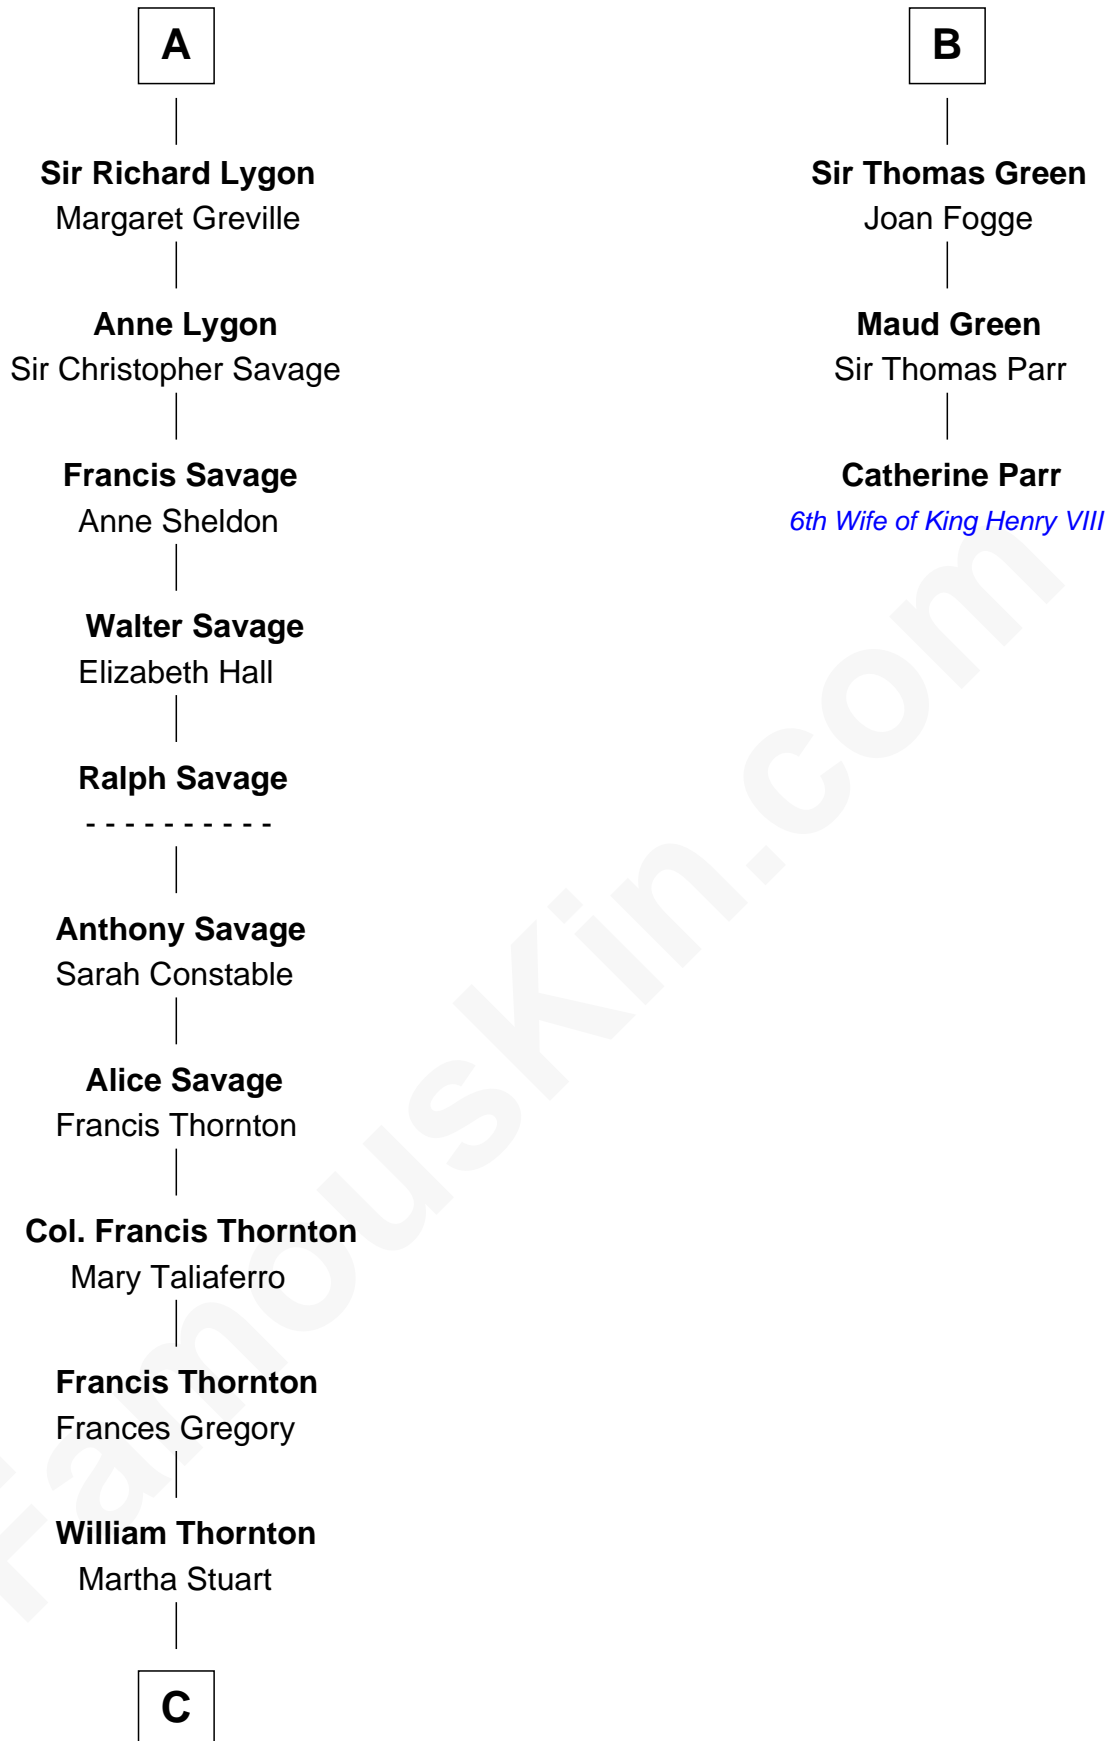 A
Sir Richard Lygon
Margaret Greville
Anne Lygon
Sir Christopher Savage
Francis Savage
Anne Sheldon
Walter Savage
Elizabeth Hall
Ralph Savage
- - - - - - - - - -
Anthony Savage
Sarah Constable
Alice Savage
Francis Thornton
Col. Francis Thornton
Mary Taliaferro
Francis Thornton
Frances Gregory
William Thornton
Martha Stuart
C
B
Sir Thomas Green
Joan Fogge
Maud Green
Sir Thomas Parr
Catherine Parr
6th Wife of King Henry VIII
FamousKin.com